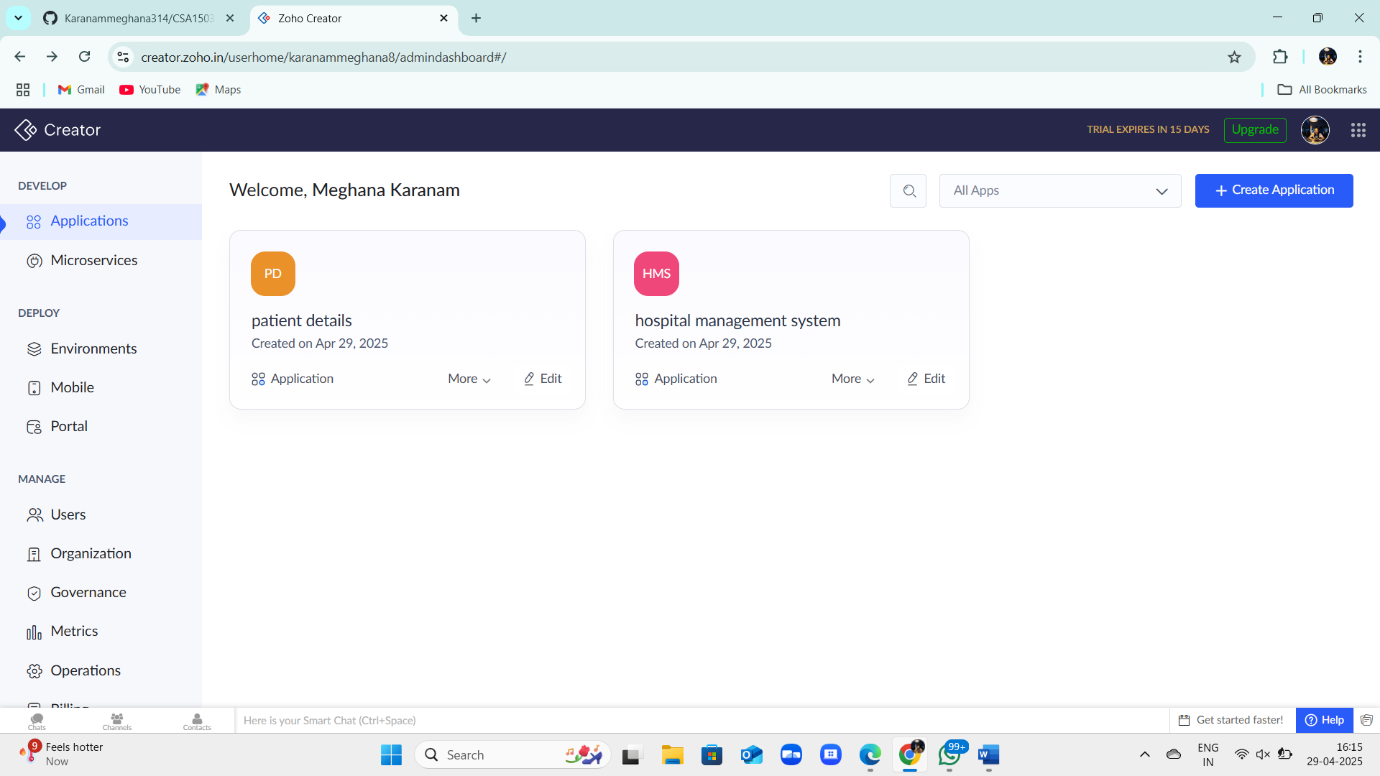 Karanammeghana314/CSA1503
Zoho Creator
creator.zoho.in/userhome/karanammeghana8/admindashboard#/
Gmail
YouTube
Maps
All Bookmarks
Creator
TRIAL EXPIRES IN 15 DAYS
Upgrade
DEVELOP
Applications
Microservices
DEPLOY
Environments
Mobile
Portal
MANAGE
Users
Organization
Governance
Metrics
Operations
Billing
Welcome, Meghana Karanam
All Apps
+ Create Application
PD
patient details
Created on Apr 29, 2025
Application
More
Edit
HMS
hospital management system
Created on Apr 29, 2025
Application
More
Edit
Chats
Channels
Contacts
Here is your Smart Chat (Ctrl+Space)
Get started faster!
Help
9
Feels hotter
Now
Search
99+
ENG
IN
16:15
29-04-2025